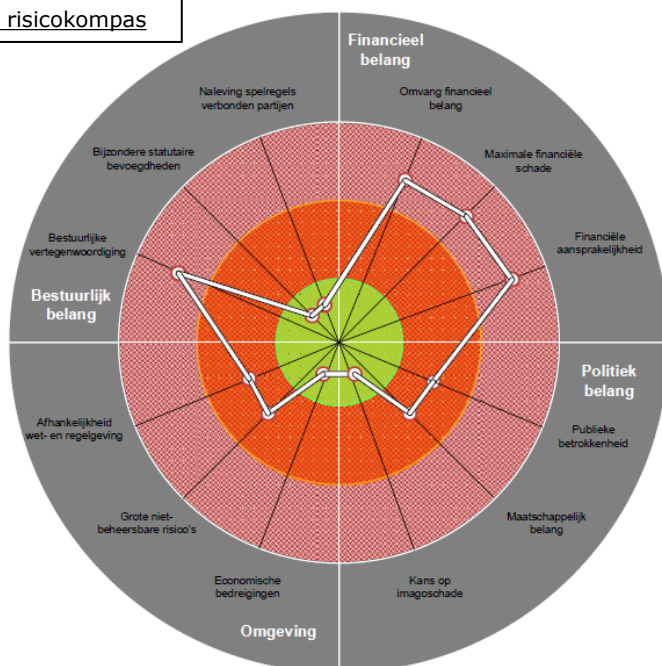 risicokompas
Financieel
belang
Naleving spelregels
verbonden partijen
Omvang financieel
belang
Bijzondere statutaire
bevoegdheden
Maximale financiële
schade
Bestuurlijke
vertegenwoordiging
Financiële
aansprakelijkheid
Bestuurlijk
belang
Politiek
belang
Afhankelijkheid
wet- en regelgeving
Publieke
betrokkenheid
Grote niet-
beheersbare risico's
Maatschappelijk
belang
Economische
bedreigingen
Kans op
imagoschade
Omgeving